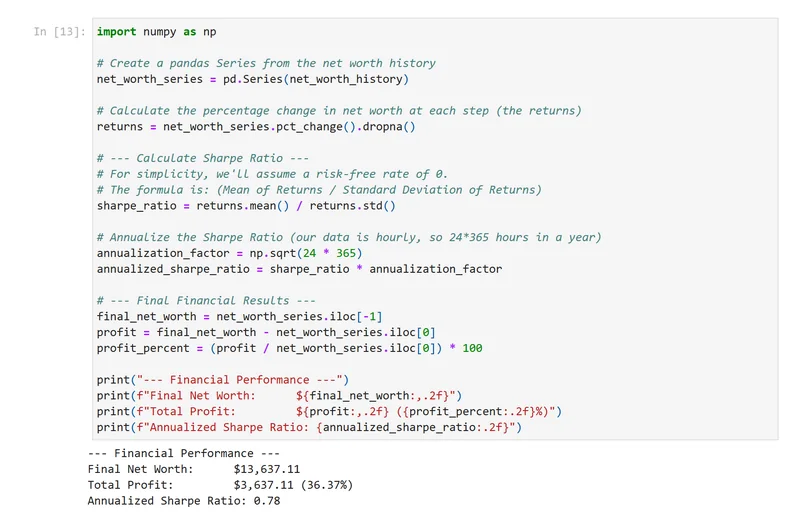 In [13]: import numpy as np
# Create a pandas Series from the net worth history
net_worth_series = pd.Series(net_worth_history)
# Calculate the percentage change in net worth at each step (the returns)
returns = net_worth_series.pct_change().dropna()
# --- Calculate Sharpe Ratio ---
# For simplicity, we'll assume a risk-free rate of 0.
# The formula is: (Mean of Returns / Standard Deviation of Returns)
sharpe_ratio = returns.mean() / returns.std()
# Annualize the Sharpe Ratio (our data is hourly, so 24*365 hours in a year)
annualization_factor = np.sqrt(24 * 365)
annualized_sharpe_ratio = sharpe_ratio * annualization_factor
# --- Final Financial Results ---
final_net_worth = net_worth_series.iloc[-1]
profit = final_net_worth - net_worth_series.iloc[0]
profit_percent = (profit / net_worth_series.iloc[0]) * 100
print("--- Financial Performance ---")
print(f"Final Net Worth:      ${final_net_worth:,.2f}")
print(f"Total Profit:         ${profit:,.2f} ({profit_percent:.2f}%)")
print(f"Annualized Sharpe Ratio: {annualized_sharpe_ratio:.2f}")
--- Financial Performance ---
Final Net Worth:      $13,637.11
Total Profit:         $3,637.11 (36.37%)
Annualized Sharpe Ratio: 0.78